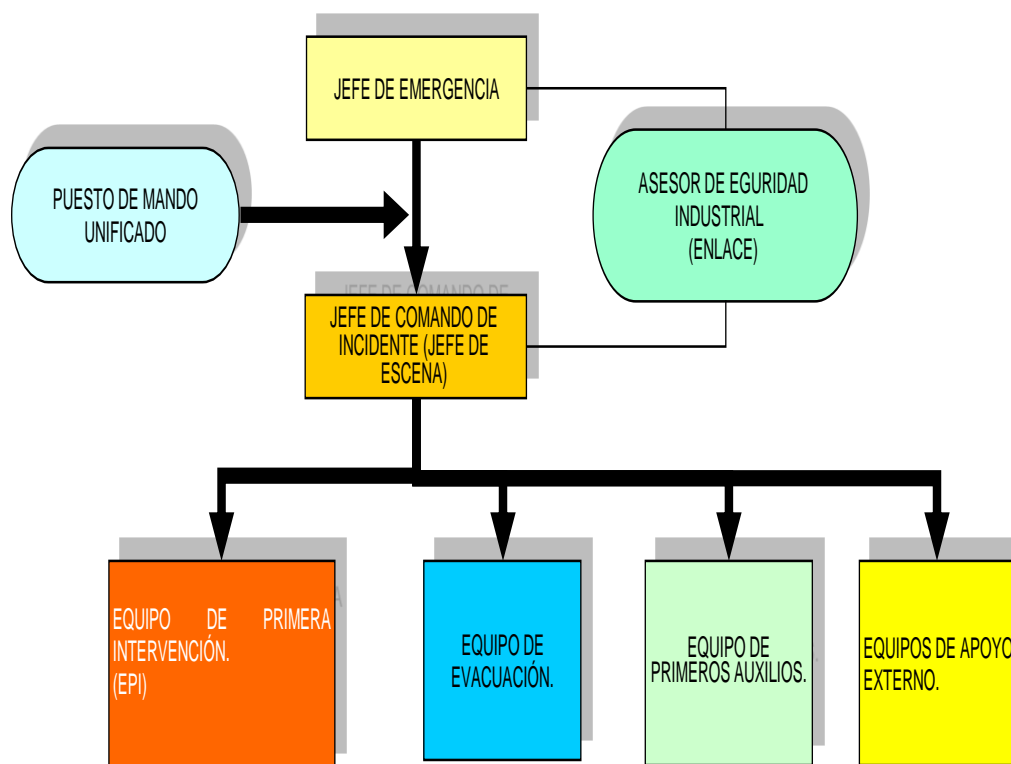 JEFE DE EMERGENCIA
PUESTO DE MANDO
UNIFICADO
ASESOR DE EGURIDAD
INDUSTRIAL
(ENLACE)
JEFE DE COMANDO DE
INCIDENTE (JEFE DE
ESCENA)
EQUIPO DE PRIMERA
INTERVENCIÓN.
(EPI)
EQUIPO DE
EVACUACIÓN.
EQUIPO DE
PRIMEROS AUXILIOS.
EQUIPOS DE APOYO
EXTERNO.